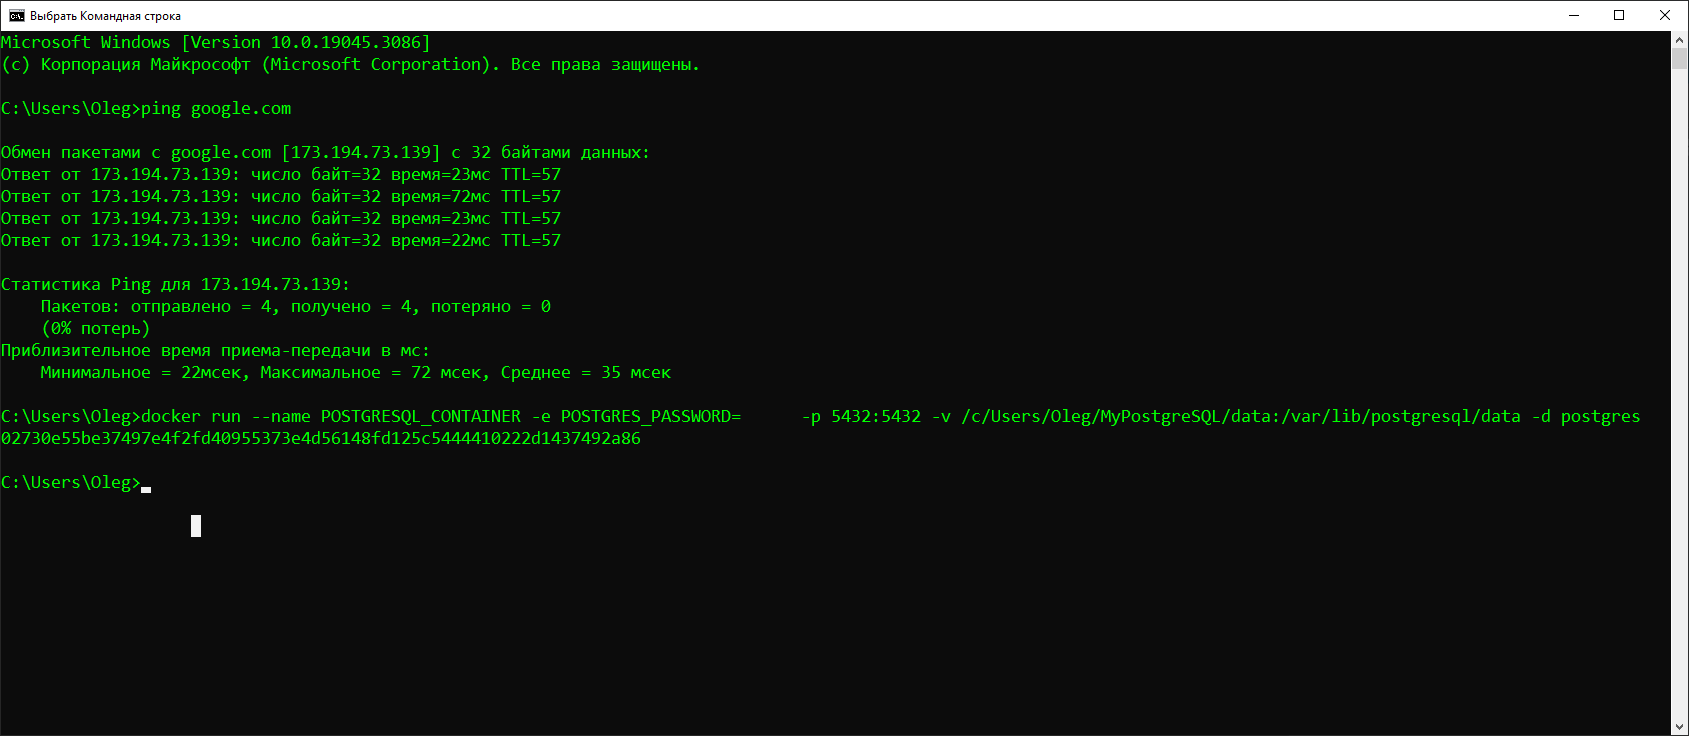 Выбрать Командная строка
Microsoft Windows [Version 10.0.19045.3086]
(c) Корпорация Майкрософт (Microsoft Corporation). Все права защищены.
C:\Users\Oleg>ping google.com
Обмен пакетами с google.com [173.194.73.139] с 32 байтами данных:
Ответ от 173.194.73.139: число байт=32 время=23мс TTL=57
Ответ от 173.194.73.139: число байт=32 время=72мс TTL=57
Ответ от 173.194.73.139: число байт=32 время=23мс TTL=57
Ответ от 173.194.73.139: число байт=32 время=22мс TTL=57
Статистика Ping для 173.194.73.139:
    Пакетов: отправлено = 4, получено = 4, потеряно = 0
    (0% потерь)
Приблизительное время приема-передачи в мс:
    Минимальное = 22мсек, Максимальное = 72 мсек, Среднее = 35 мсек
C:\Users\Oleg>docker run --name POSTGRESQL_CONTAINER -e POSTGRES_PASSWORD=      -p 5432:5432 -v /c/Users/Oleg/MyPostgreSQL/data:/var/lib/postgresql/data -d postgres
02730e55be37497e4f2fd40955373e4d56148fd125c5444410222d1437492a86
C:\Users\Oleg>